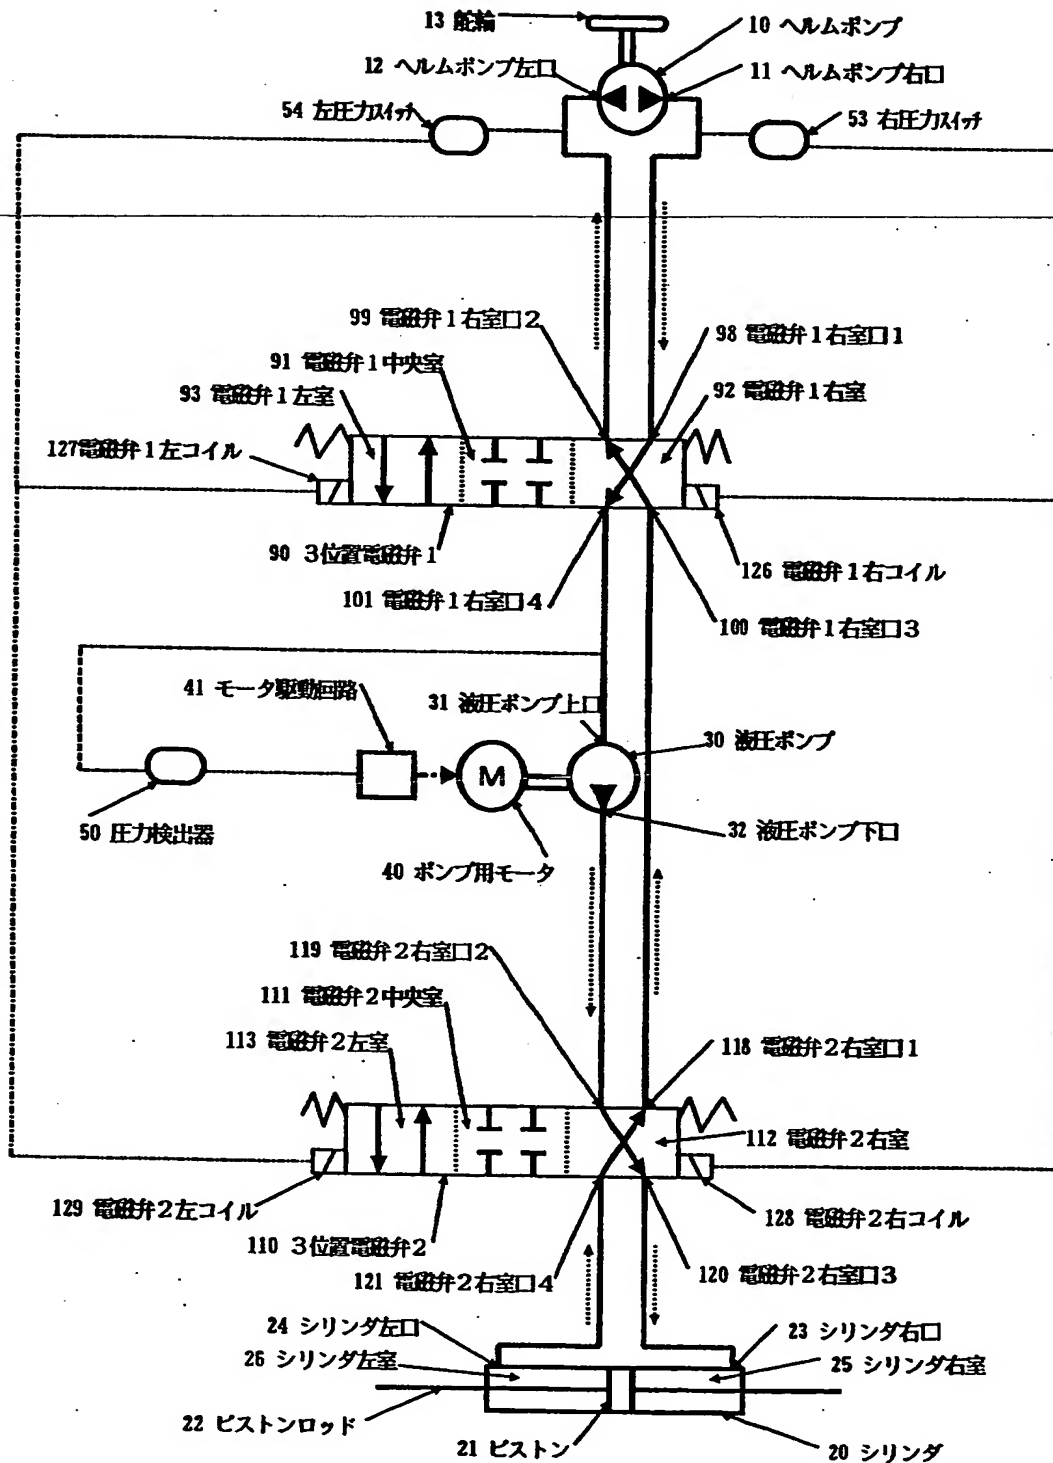 13 舵輪
10 ヘルムポンプ
12 ヘルムポンプ左口
11 ヘルムポンプ右口
54 左圧力スイッチ
53 右圧力スイッチ
99 電磁弁1右室口2
98 電磁弁1右室口1
91 電磁弁1中央室
93 電磁弁1左室
92 電磁弁1右室
127電磁弁1左コイル
90 3位置電磁弁1
126 電磁弁1右コイル
101 電磁弁1右室口4
100 電磁弁1右室口3
41 モータ駆動回路
31 液圧ポンプ上口
30 液圧ポンプ
M
50 圧力検出器
32 液圧ポンプ下口
40 ポンプ用モータ
119 電磁弁2右室口2
111 電磁弁2中央室
113 電磁弁2左室
118 電磁弁2右室口1
112 電磁弁2右室
129 電磁弁2左コイル
128 電磁弁2右コイル
110 3位置電磁弁2
121 電磁弁2右室口4
120 電磁弁2右室口3
24 シリンダ左口
23 シリンダ右口
26 シリンダ左室
25 シリンダ右室
22 ピストンロッド
21 ピストン
20 シリンダ